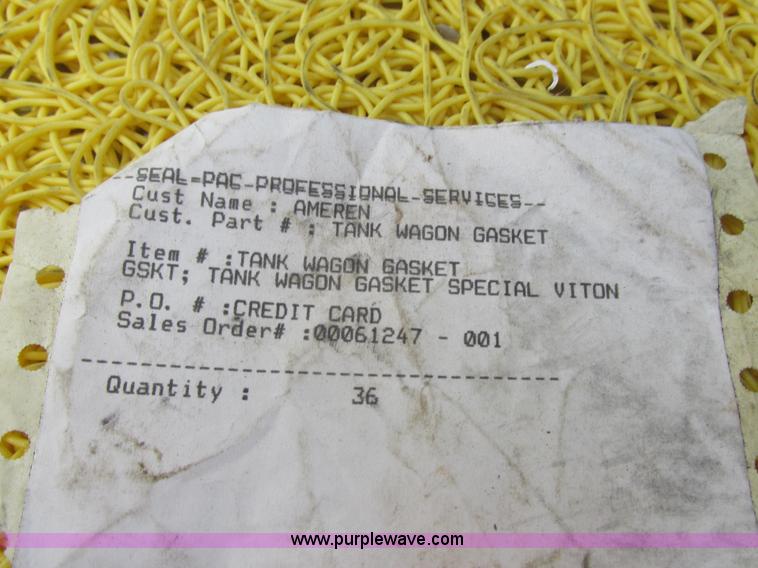 --SEAL-PAC-PROFESSIONAL-SERVICES--
Cust Name : AMEREN
Cust. Part # : TANK WAGON GASKET
Item # :TANK WAGON GASKET
GSKT; TANK WAGON GASKET SPECIAL VITON
P.O. # :CREDIT CARD
Sales Order# :00061247 - 001
Quantity : 36
www.purplewave.com